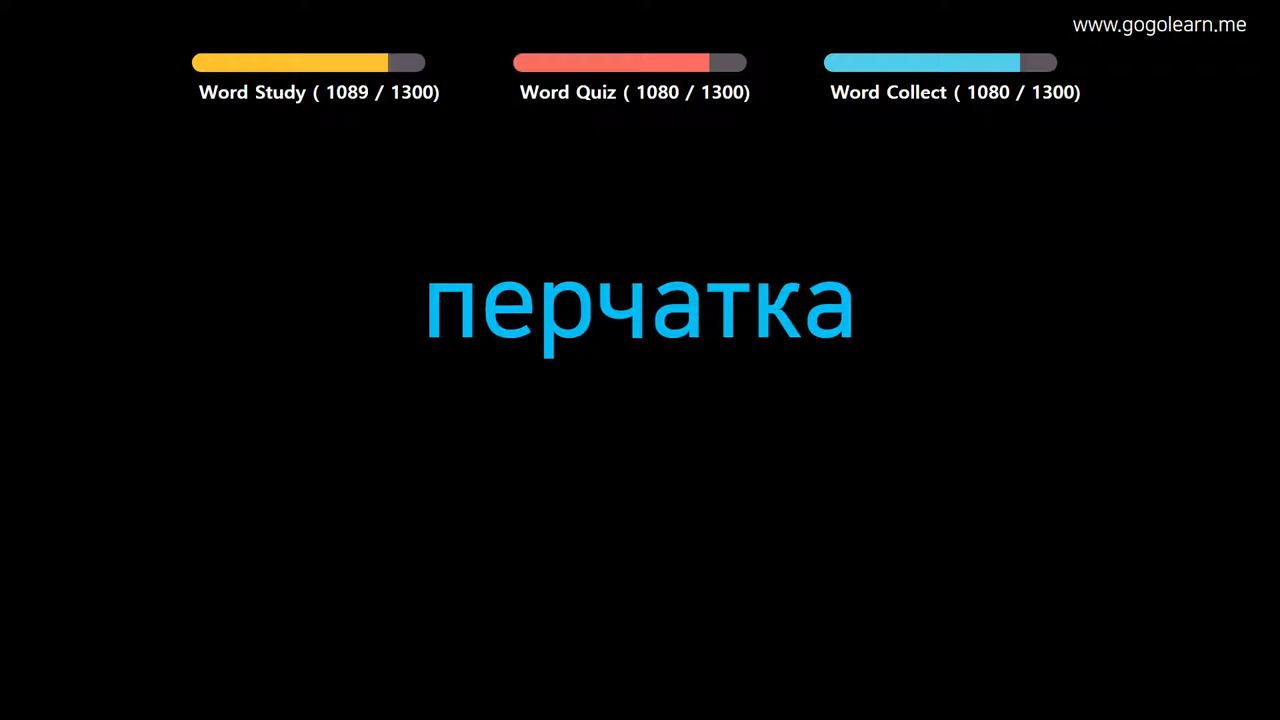 www.gogolearn.me
Word Study ( 1089 / 1300)
Word Quiz ( 1080 / 1300)
Word Collect ( 1080 / 1300)
перчатка